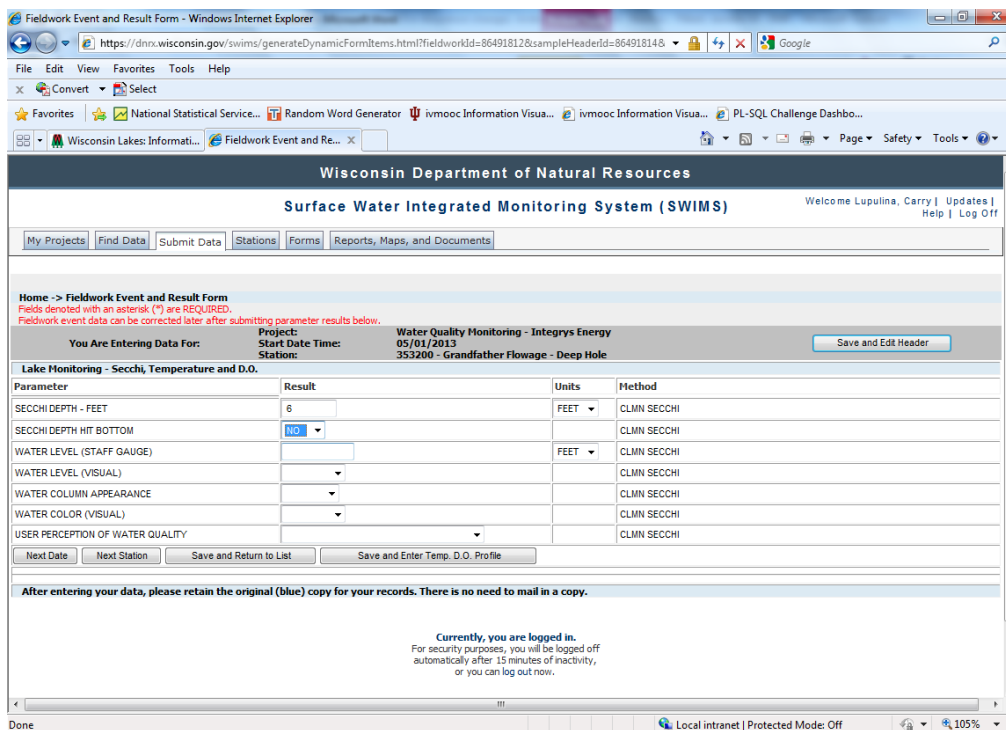 Fieldwork Event and Result Form - Windows Internet Explorer
https://dnrx.wisconsin.gov/swims/generateDynamicFormItems.html?fieldworkId=86491812&sampleHeaderId=86491814& Google
File Edit View Favorites Tools Help
x Convert Select
Favorites National Statistical Service... Random Word Generator ivmooc Information Visua... ivmooc Information Visua... PL-SQL Challenge Dashbo...
Wisconsin Lakes: Informati... Fieldwork Event and Re... X Page Safety Tools
Wisconsin Department of Natural Resources
Surface Water Integrated Monitoring System (SWIMS)
Welcome Lupulina, Carry | Updates |
Help | Log Off
My Projects Find Data Submit Data Stations Forms Reports, Maps, and Documents
Home -> Fieldwork Event and Result Form
Fields denoted with an asterisk (*) are REQUIRED.
Fieldwork event data can be corrected later after submitting parameter results below.
Project: Water Quality Monitoring - Integrys Energy
You Are Entering Data For: Start Date Time: 05/01/2013 Save and Edit Header
Station: 353200 - Grandfather Flowage - Deep Hole
Lake Monitoring - Secchi, Temperature and D.O.
Parameter Result Units Method
SECCHI DEPTH - FEET 6 FEET CLMN SECCHI
SECCHI DEPTH HIT BOTTOM NO CLMN SECCHI
WATER LEVEL (STAFF GAUGE) FEET CLMN SECCHI
WATER LEVEL (VISUAL) CLMN SECCHI
WATER COLUMN APPEARANCE CLMN SECCHI
WATER COLOR (VISUAL) CLMN SECCHI
USER PERCEPTION OF WATER QUALITY CLMN SECCHI
Next Date Next Station Save and Return to List Save and Enter Temp. D.O. Profile
After entering your data, please retain the original (blue) copy for your records. There is no need to mail in a copy.
Currently, you are logged in.
For security purposes, you will be logged off
automatically after 15 minutes of inactivity,
or you can log out now.
Done Local intranet | Protected Mode: Off 105%